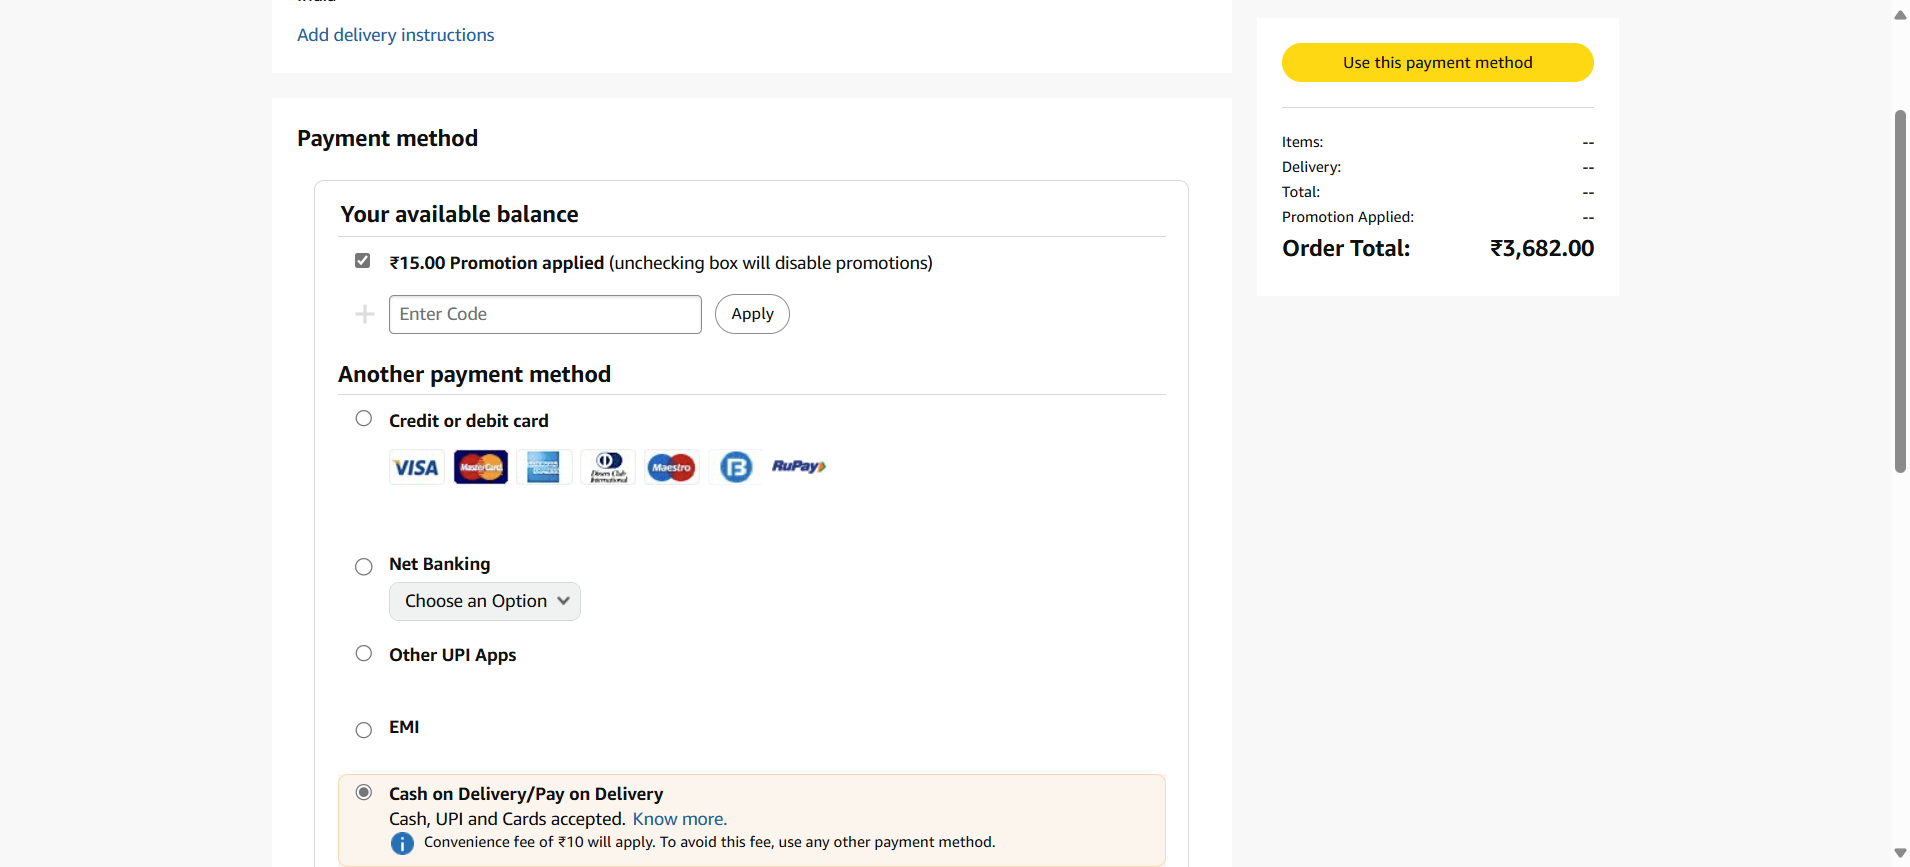 Add delivery instructions
Use this payment method
Payment method
Items: --
Delivery: --
Total: --
Promotion Applied: --
Order Total: ₹3,682.00
Your available balance
₹15.00 Promotion applied (unchecking box will disable promotions)
Enter Code
Apply
Another payment method
Credit or debit card
VISA MasterCard Diners Club International Maestro RuPay
Net Banking
Choose an Option
Other UPI Apps
EMI
Cash on Delivery/Pay on Delivery
Cash, UPI and Cards accepted. Know more.
Convenience fee of ₹10 will apply. To avoid this fee, use any other payment method.